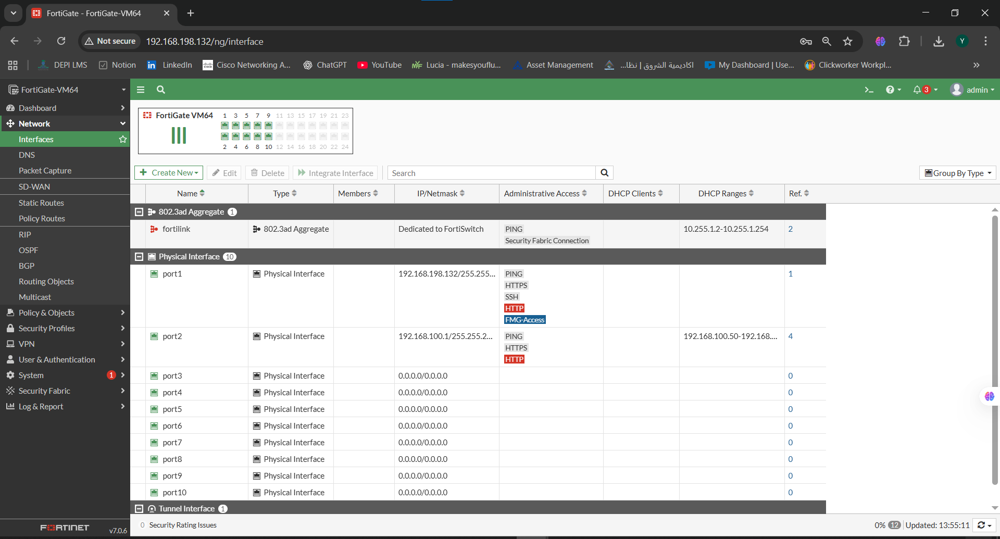 FortiGate - FortiGate-VM64
Not secure 192.168.198.132/ng/interface
Y
DEPI LMS Notion LinkedIn Cisco Networking A... ChatGPT YouTube Lucia - makesyouflu... Asset Management اكاديمية الشروق | نظا... My Dashboard | Use... Clickworker Workpl...
FortiGate-VM64
Dashboard
Network
Interfaces
DNS
Packet Capture
SD-WAN
Static Routes
Policy Routes
RIP
OSPF
BGP
Routing Objects
Multicast
Policy & Objects
Security Profiles
VPN
User & Authentication
System 1
Security Fabric
Log & Report
FORTINET v7.0.6
3 admin
FortiGate VM64
1 3 5 7 9 11 13 15 17 19 21 23
2 4 6 8 10 12 14 16 18 20 22 24
Create New Edit Delete Integrate Interface Search Group By Type
Name Type Members IP/Netmask Administrative Access DHCP Clients DHCP Ranges Ref.
802.3ad Aggregate 1
fortilink 802.3ad Aggregate Dedicated to FortiSwitch PING 10.255.1.2-10.255.1.254 2
Security Fabric Connection
Physical Interface 10
port1 Physical Interface 192.168.198.132/255.255... PING 1
HTTPS
SSH
HTTP
FMG-Access
port2 Physical Interface 192.168.100.1/255.255.2... PING 192.168.100.50-192.168.... 4
HTTPS
HTTP
port3 Physical Interface 0.0.0.0/0.0.0.0 0
port4 Physical Interface 0.0.0.0/0.0.0.0 0
port5 Physical Interface 0.0.0.0/0.0.0.0 0
port6 Physical Interface 0.0.0.0/0.0.0.0 0
port7 Physical Interface 0.0.0.0/0.0.0.0 0
port8 Physical Interface 0.0.0.0/0.0.0.0 0
port9 Physical Interface 0.0.0.0/0.0.0.0 0
port10 Physical Interface 0.0.0.0/0.0.0.0 0
Tunnel Interface 1
0 Security Rating Issues 0% 12 Updated: 13:55:11